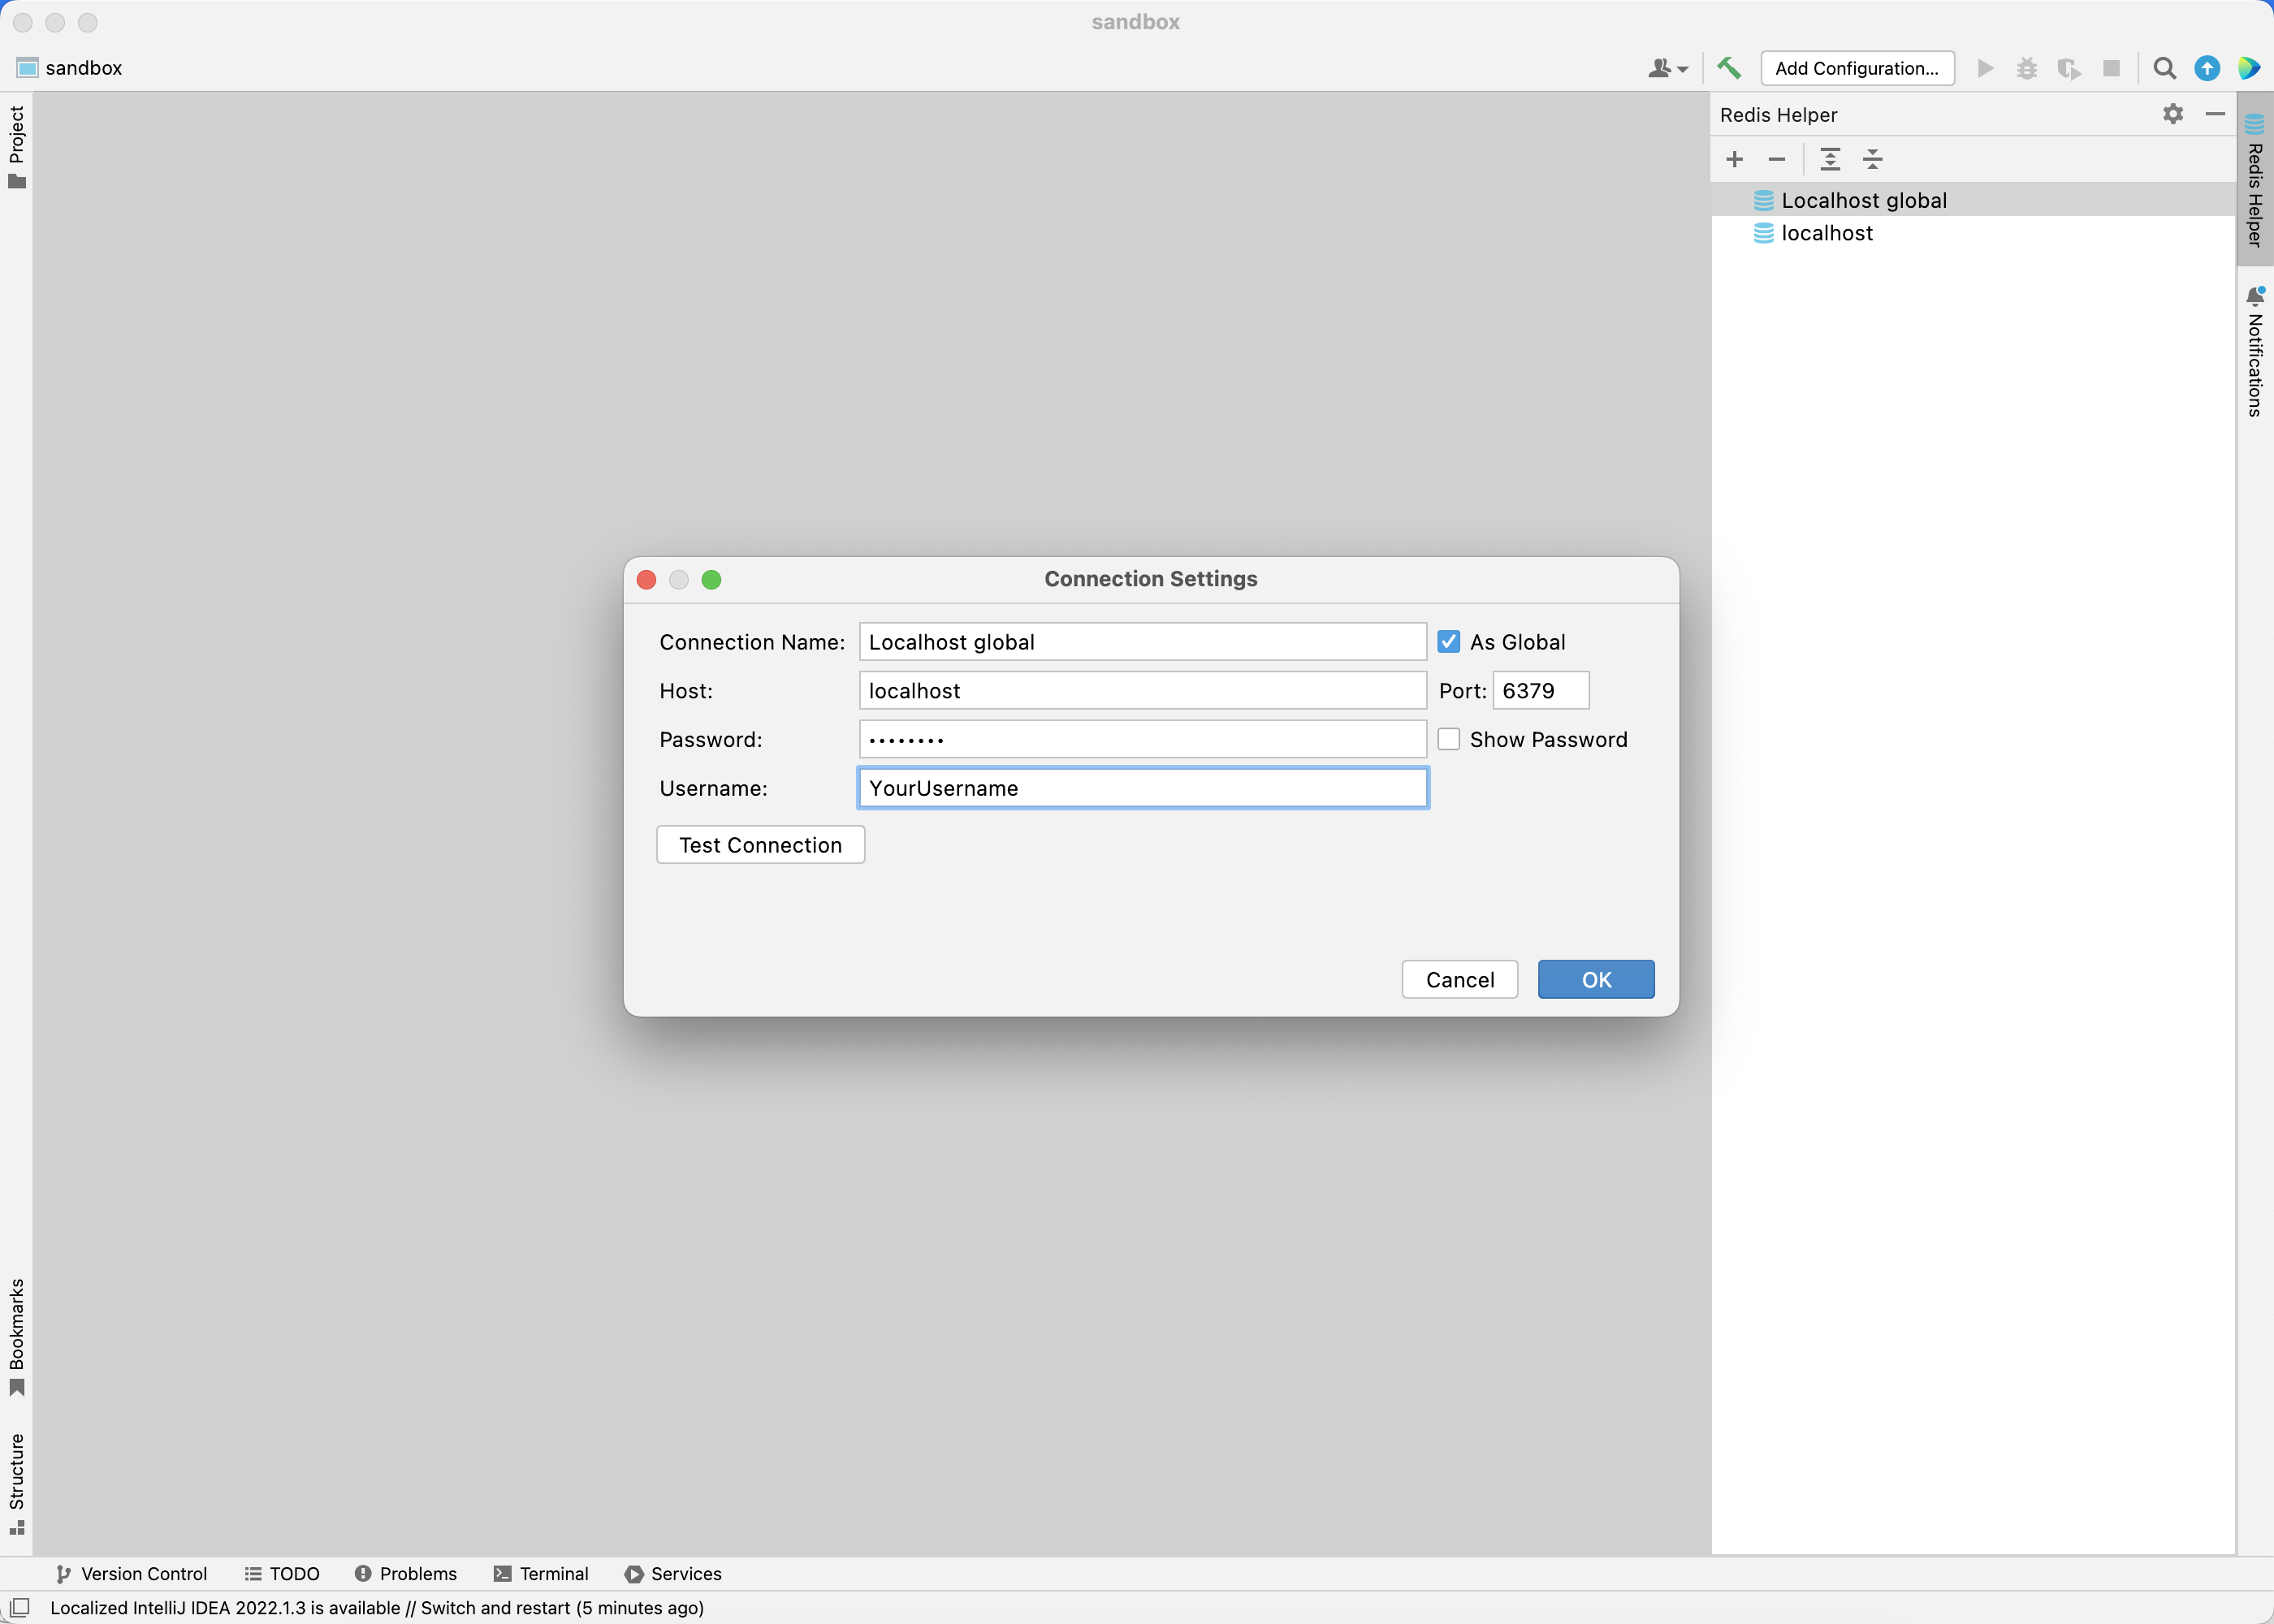 sandbox
sandbox
Add Configuration...
Project
Redis Helper
Localhost global
localhost
Redis Helper
Notifications
Connection Settings
Connection Name: Localhost global As Global
Host: localhost Port: 6379
Password: •••••••• Show Password
Username: YourUsername
Test Connection
Cancel OK
Bookmarks
Structure
Version Control TODO Problems Terminal Services
Localized IntelliJ IDEA 2022.1.3 is available // Switch and restart (5 minutes ago)